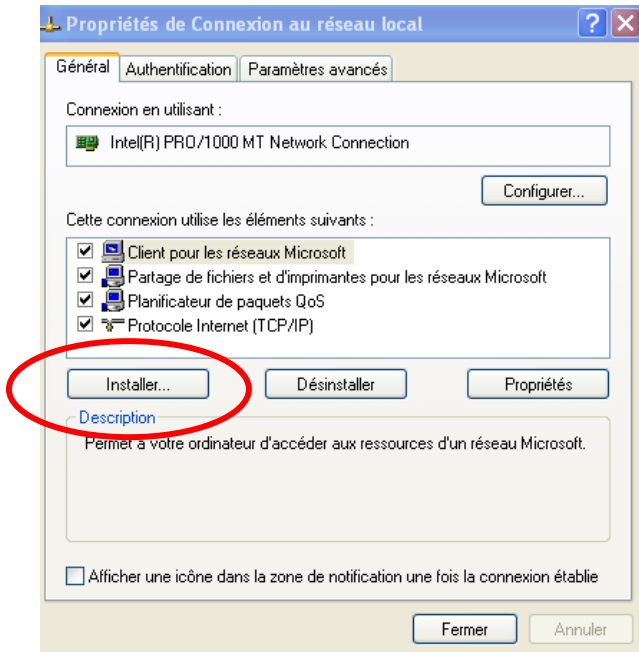 Propriétés de Connexion au réseau local
Général Authentification Paramètres avancés
Connexion en utilisant :
Intel(R) PRO/1000 MT Network Connection
Configurer...
Cette connexion utilise les éléments suivants :
Client pour les réseaux Microsoft
Partage de fichiers et d'imprimantes pour les réseaux Microsoft
Planificateur de paquets QoS
Protocole Internet (TCP/IP)
Installer... Désinstaller Propriétés
Description
Permet à votre ordinateur d'accéder aux ressources d'un réseau Microsoft.
Afficher une icône dans la zone de notification une fois la connexion établie
Fermer Annuler